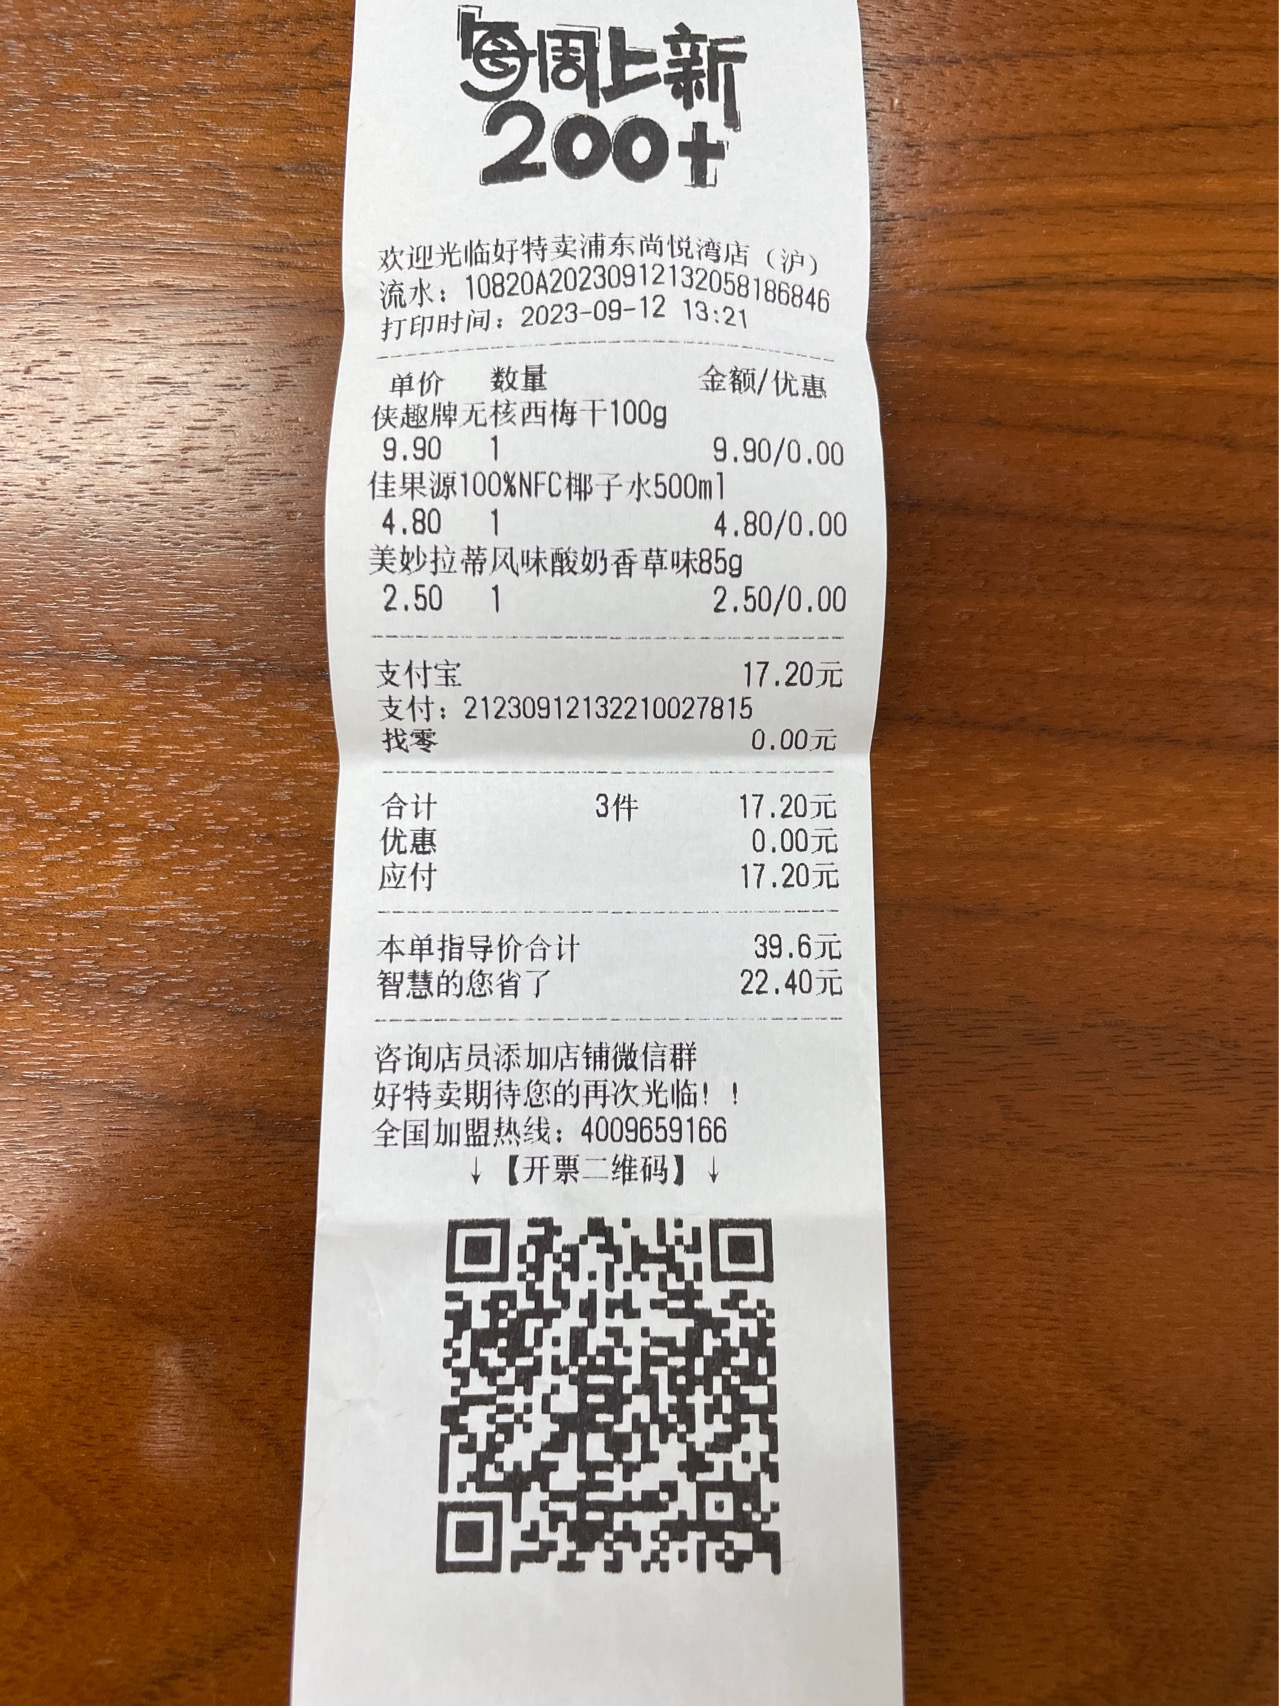 每周上新
200+
欢迎光临好特卖浦东尚悦湾店（沪）
流水：10820A20230912132058186846
打印时间：2023-09-12 13:21
单价 数量 金额/优惠
侠趣牌无核西梅干100g
9.90 1 9.90/0.00
佳果源100%NFC椰子水500ml
4.80 1 4.80/0.00
美妙拉蒂风味酸奶香草味85g
2.50 1 2.50/0.00
支付宝 17.20元
支付：21230912132210027815
找零 0.00元
合计 3件 17.20元
优惠 0.00元
应付 17.20元
本单指导价合计 39.6元
智慧的您省了 22.40元
咨询店员添加店铺微信群
好特卖期待您的再次光临！！
全国加盟热线：4009659166
↓【开票二维码】↓